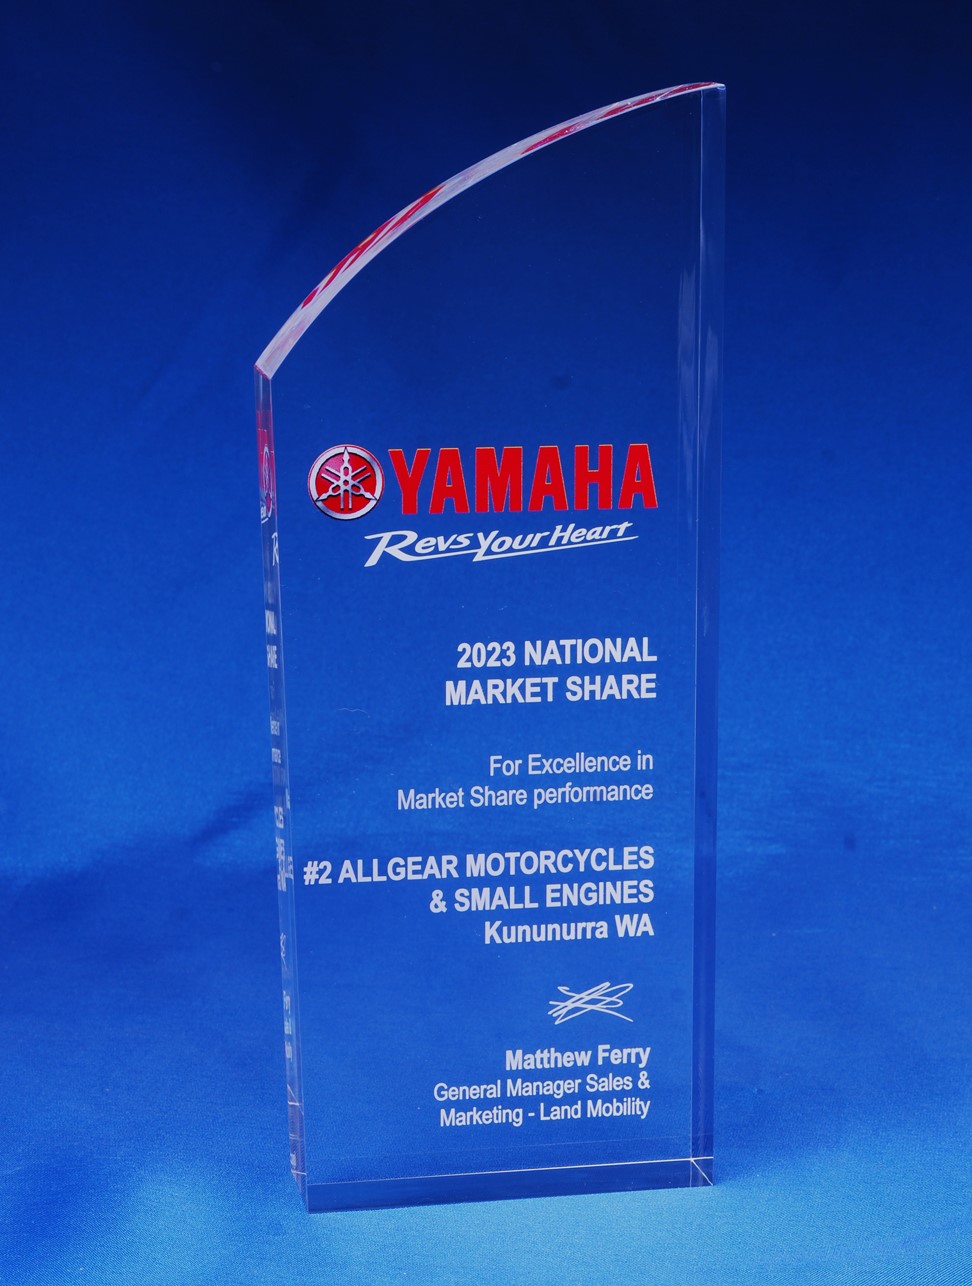 YAMAHA
Revs Your Heart
2023 NATIONAL
MARKET SHARE
For Excellence in
Market Share performance
#2 ALLGEAR MOTORCYCLES
& SMALL ENGINES
Kununurra WA
Matthew Ferry
General Manager Sales &
Marketing - Land Mobility